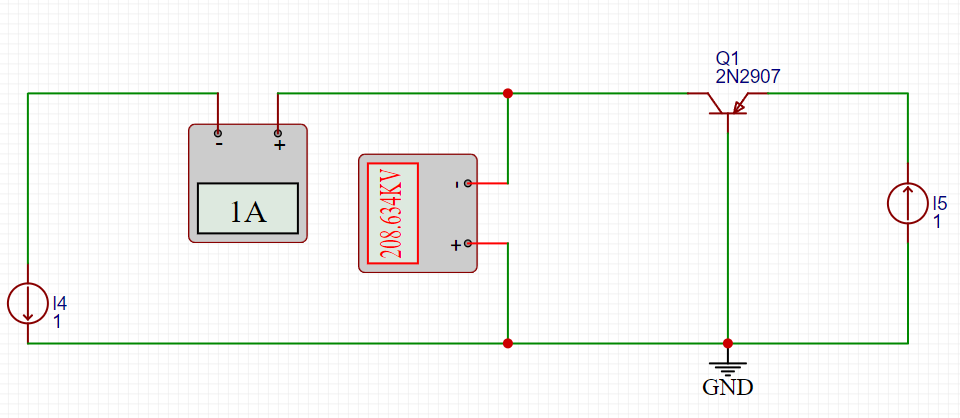 Q1
2N2907
-
+
1A
208.634KV
-
+
I5
1
I4
1
GND